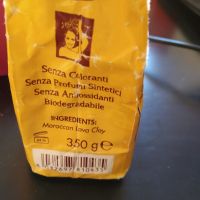 Senza Coloranti
Senza Profumi Sintetici
Senza Antiossidanti
Biodegradabile
INGREDIENTS:
Moroccan Lava Clay
350 g e